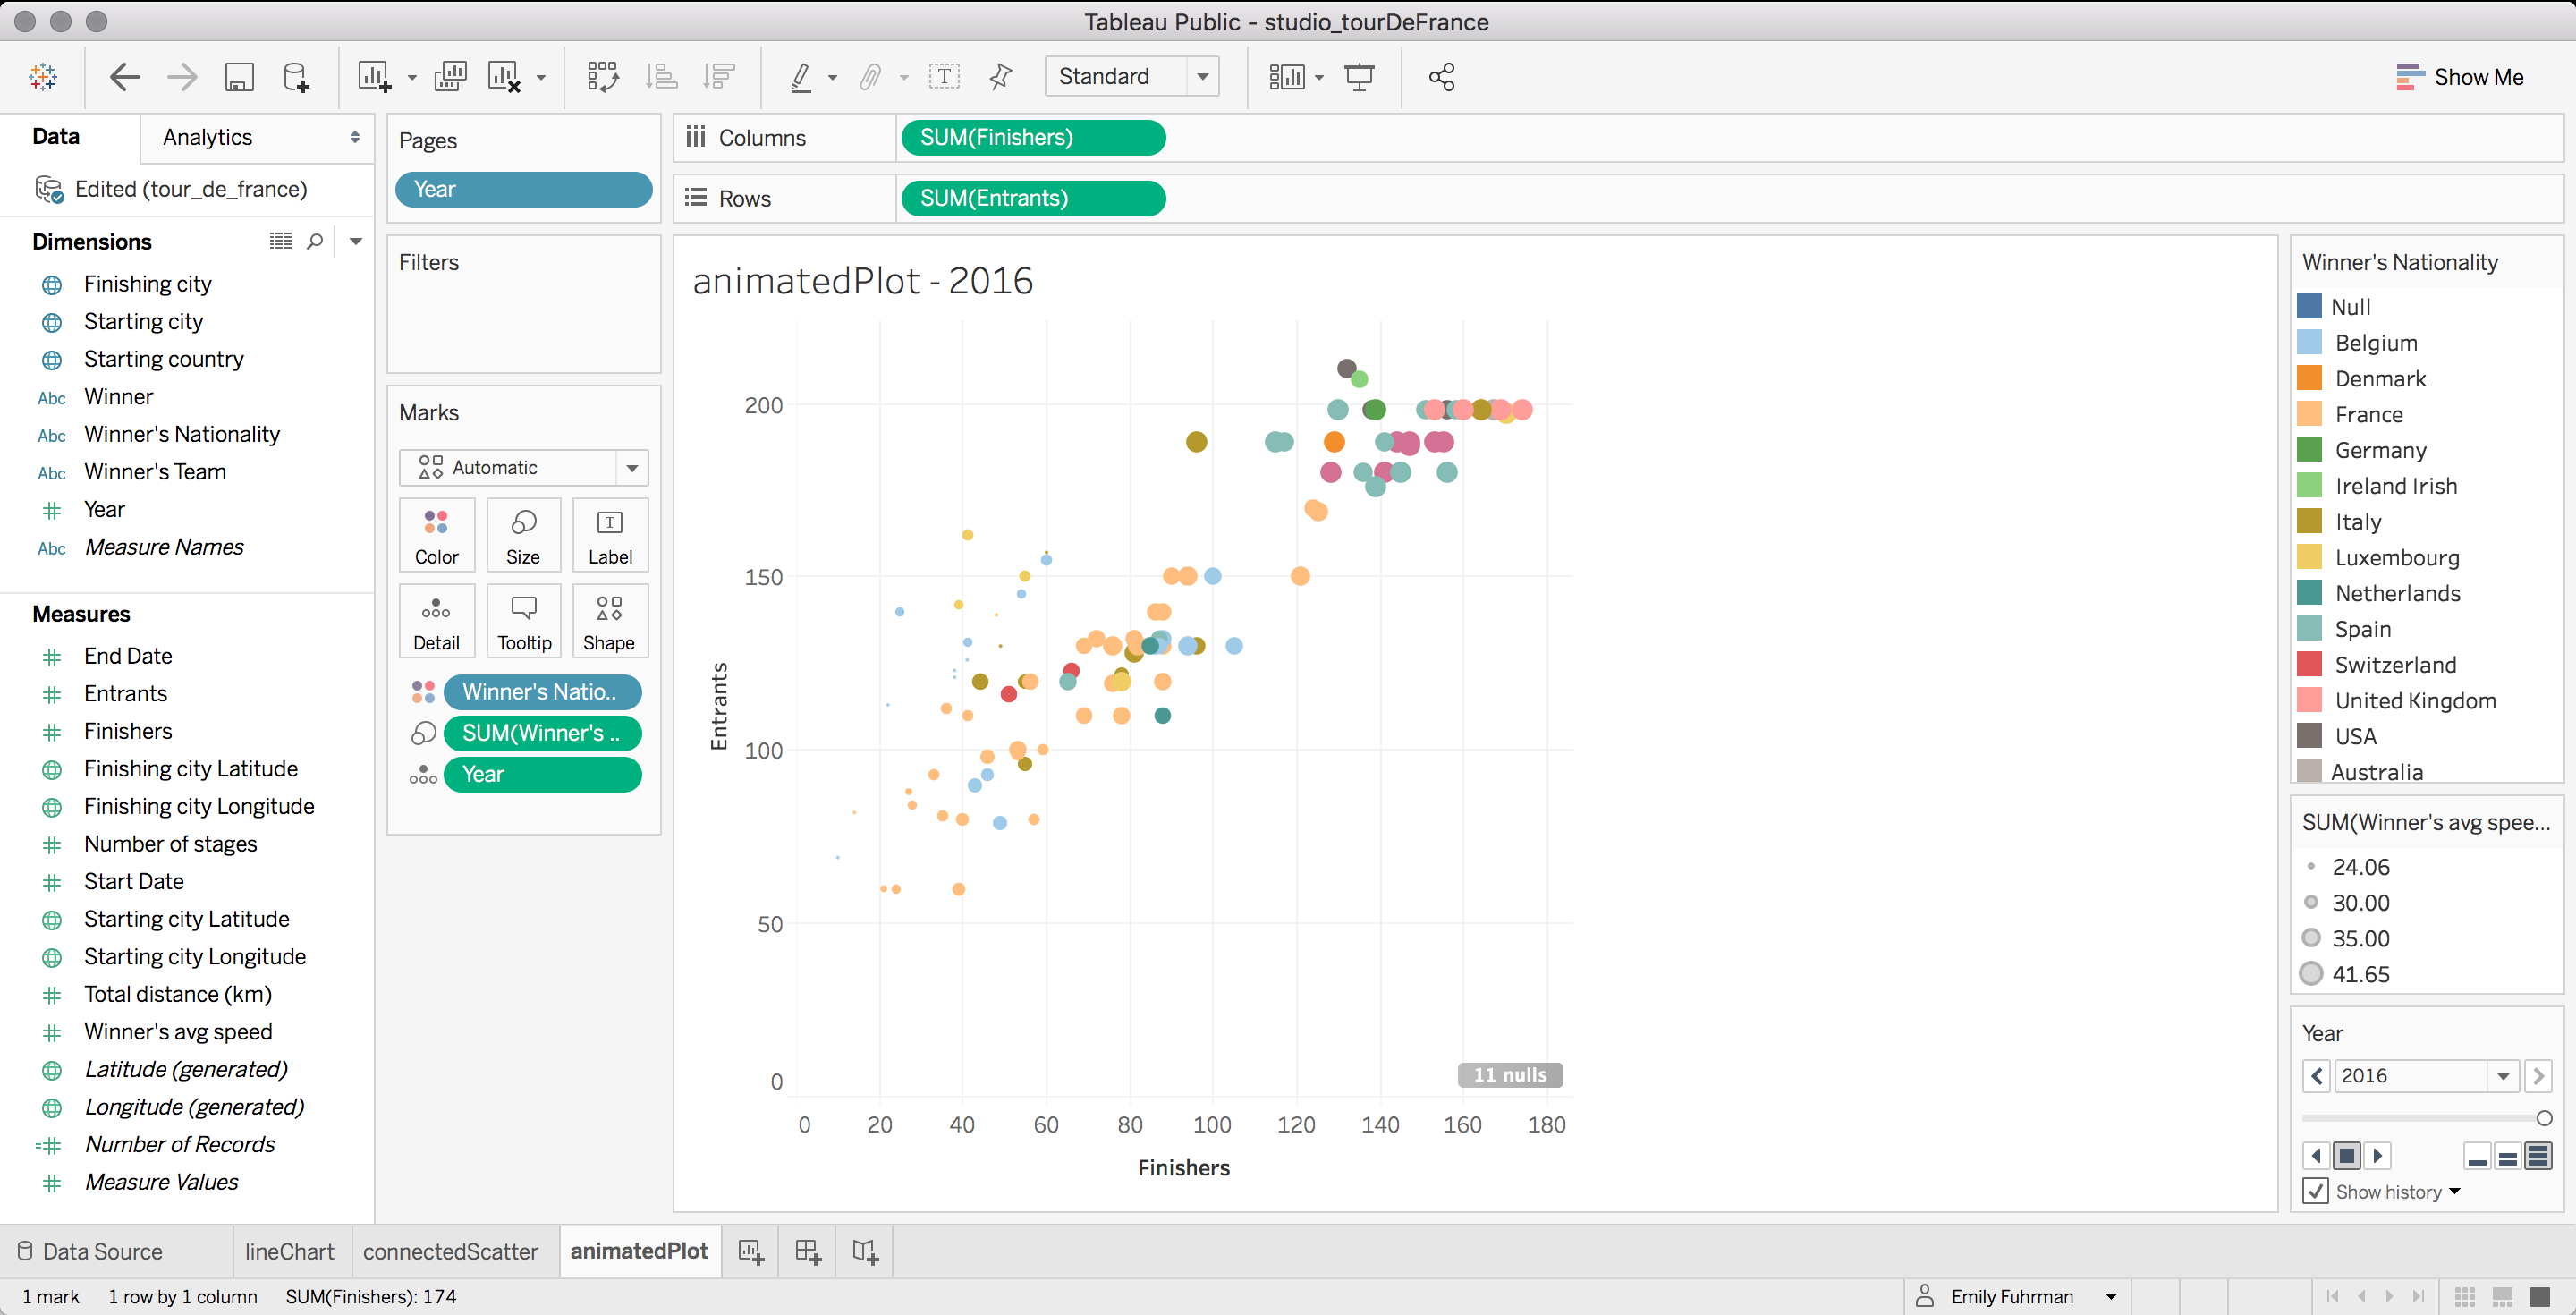 Tableau Public - studio_tourDeFrance
Standard
Show Me
Data
Analytics
Edited (tour_de_france)
Dimensions
Finishing city
Starting city
Starting country
Abc Winner
Abc Winner's Nationality
Abc Winner's Team
Year
Abc Measure Names
Measures
End Date
Entrants
Finishers
Finishing city Latitude
Finishing city Longitude
Number of stages
Start Date
Starting city Latitude
Starting city Longitude
Total distance (km)
Winner's avg speed
Latitude (generated)
Longitude (generated)
Number of Records
Measure Values
Pages
Year
Filters
Marks
Automatic
Color
Size
Label
Detail
Tooltip
Shape
Winner's Natio..
SUM(Winner's ..
Year
Columns
SUM(Finishers)
Rows
SUM(Entrants)
animatedPlot - 2016
200
150
100
50
0
Entrants
11 nulls
0 20 40 60 80 100 120 140 160 180
Finishers
Winner's Nationality
Null
Belgium
Denmark
France
Germany
Ireland Irish
Italy
Luxembourg
Netherlands
Spain
Switzerland
United Kingdom
USA
Australia
SUM(Winner's avg spee...
24.06
30.00
35.00
41.65
Year
2016
Show history
Data Source
lineChart
connectedScatter
animatedPlot
1 mark
1 row by 1 column
SUM(Finishers): 174
Emily Fuhrman